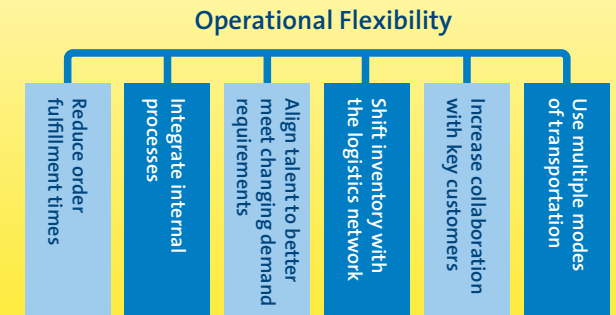 Operational Flexibility
Reduce order
fulfillment times
Integrate internal
processes
Align talent to better
meet changing demand
requirements
Shift inventory with
the logistics network
Increase collaboration
with key customers
Use multiple modes
of transportation